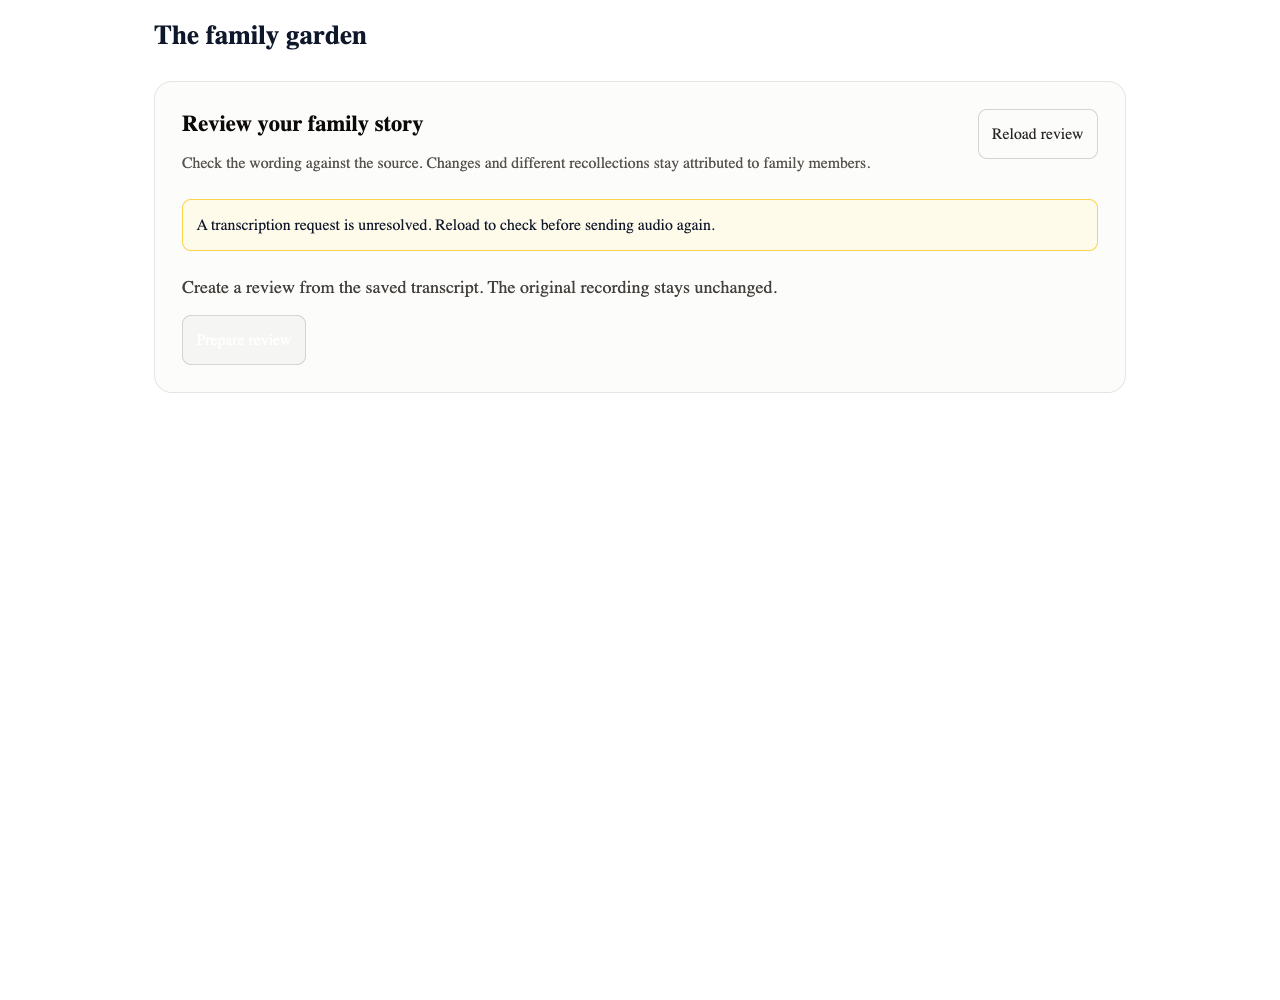 The family garden
Review your family story
Reload review
Check the wording against the source. Changes and different recollections stay attributed to family members.
A transcription request is unresolved. Reload to check before sending audio again.
Create a review from the saved transcript. The original recording stays unchanged.
Prepare review